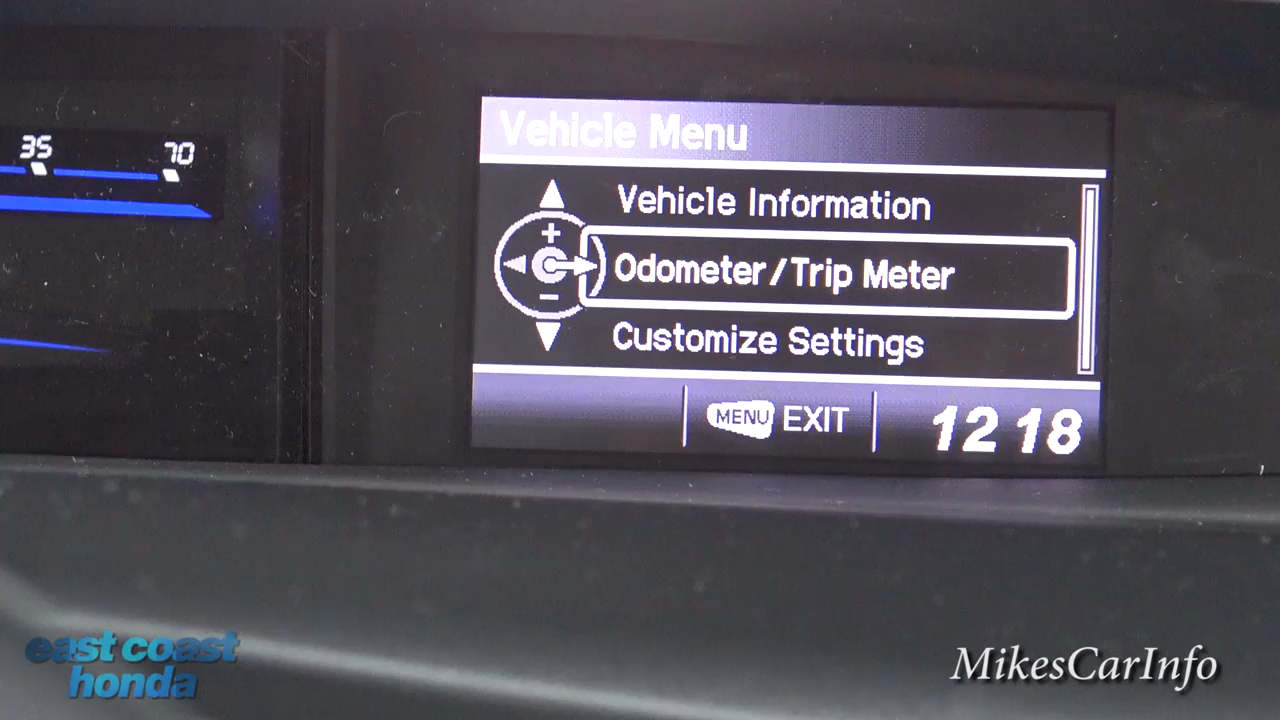 35 70
Vehicle Menu
Vehicle Information
+
Odometer/Trip Meter
-
Customize Settings
MENU EXIT
12 18
east coast
honda
MikesCarInfo